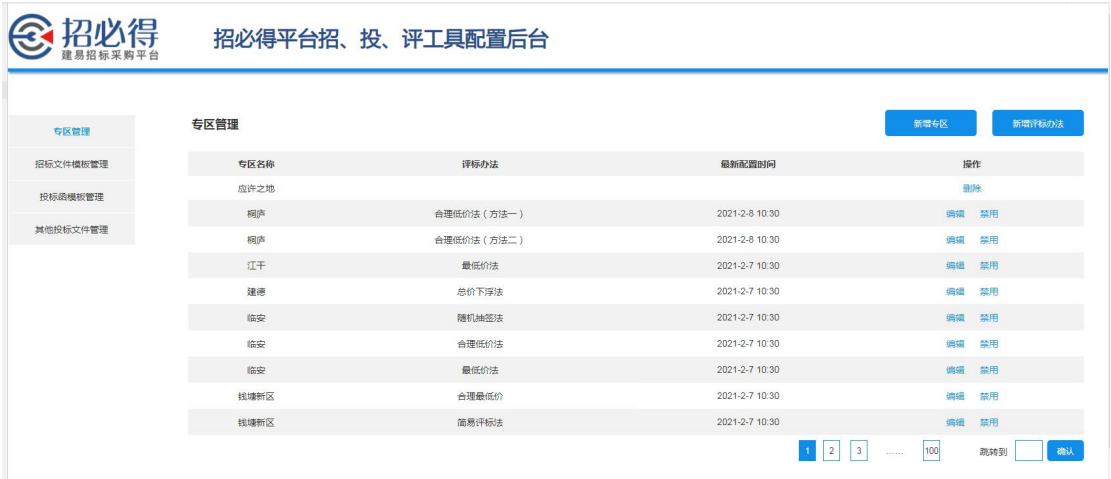 招必得
建易招标采购平台
招必得平台招、投、评工具配置后台
专区管理
招标文件模板管理
投标函模板管理
其他投标文件管理
专区管理 新增专区 新增评标办法
专区名称 评标办法 最新配置时间 操作
应许之地 删除
桐庐 合理低价法（方法一） 2021-2-8 10:30 编辑 禁用
桐庐 合理低价法（方法二） 2021-2-8 10:30 编辑 禁用
江干 最低价法 2021-2-7 10:30 编辑 禁用
建德 总价下浮法 2021-2-7 10:30 编辑 禁用
临安 随机抽签法 2021-2-7 10:30 编辑 禁用
临安 合理低价法 2021-2-7 10:30 编辑 禁用
临安 最低价法 2021-2-7 10:30 编辑 禁用
钱塘新区 合理最低价 2021-2-7 10:30 编辑 禁用
钱塘新区 简易评标法 2021-2-7 10:30 编辑 禁用
1 2 3 …… 100 跳转到 确认